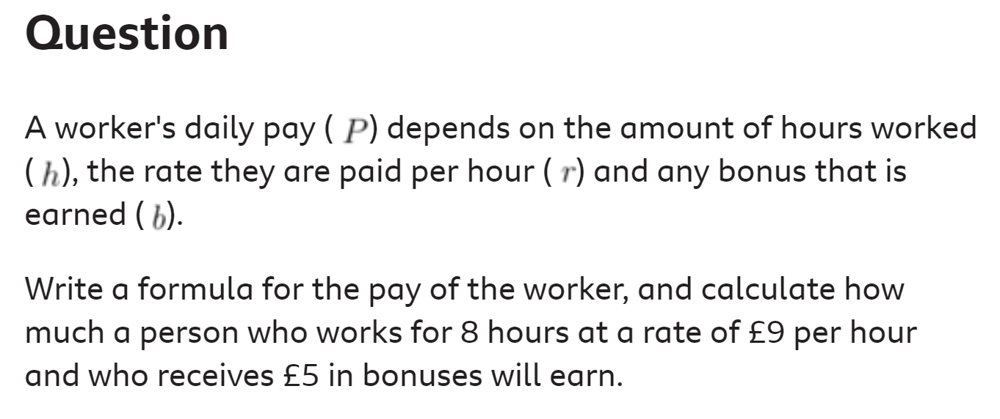 Question
A worker's daily pay ( P) depends on the amount of hours worked
( h), the rate they are paid per hour ( r) and any bonus that is
earned ( b).
Write a formula for the pay of the worker, and calculate how
much a person who works for 8 hours at a rate of £9 per hour
and who receives £5 in bonuses will earn.